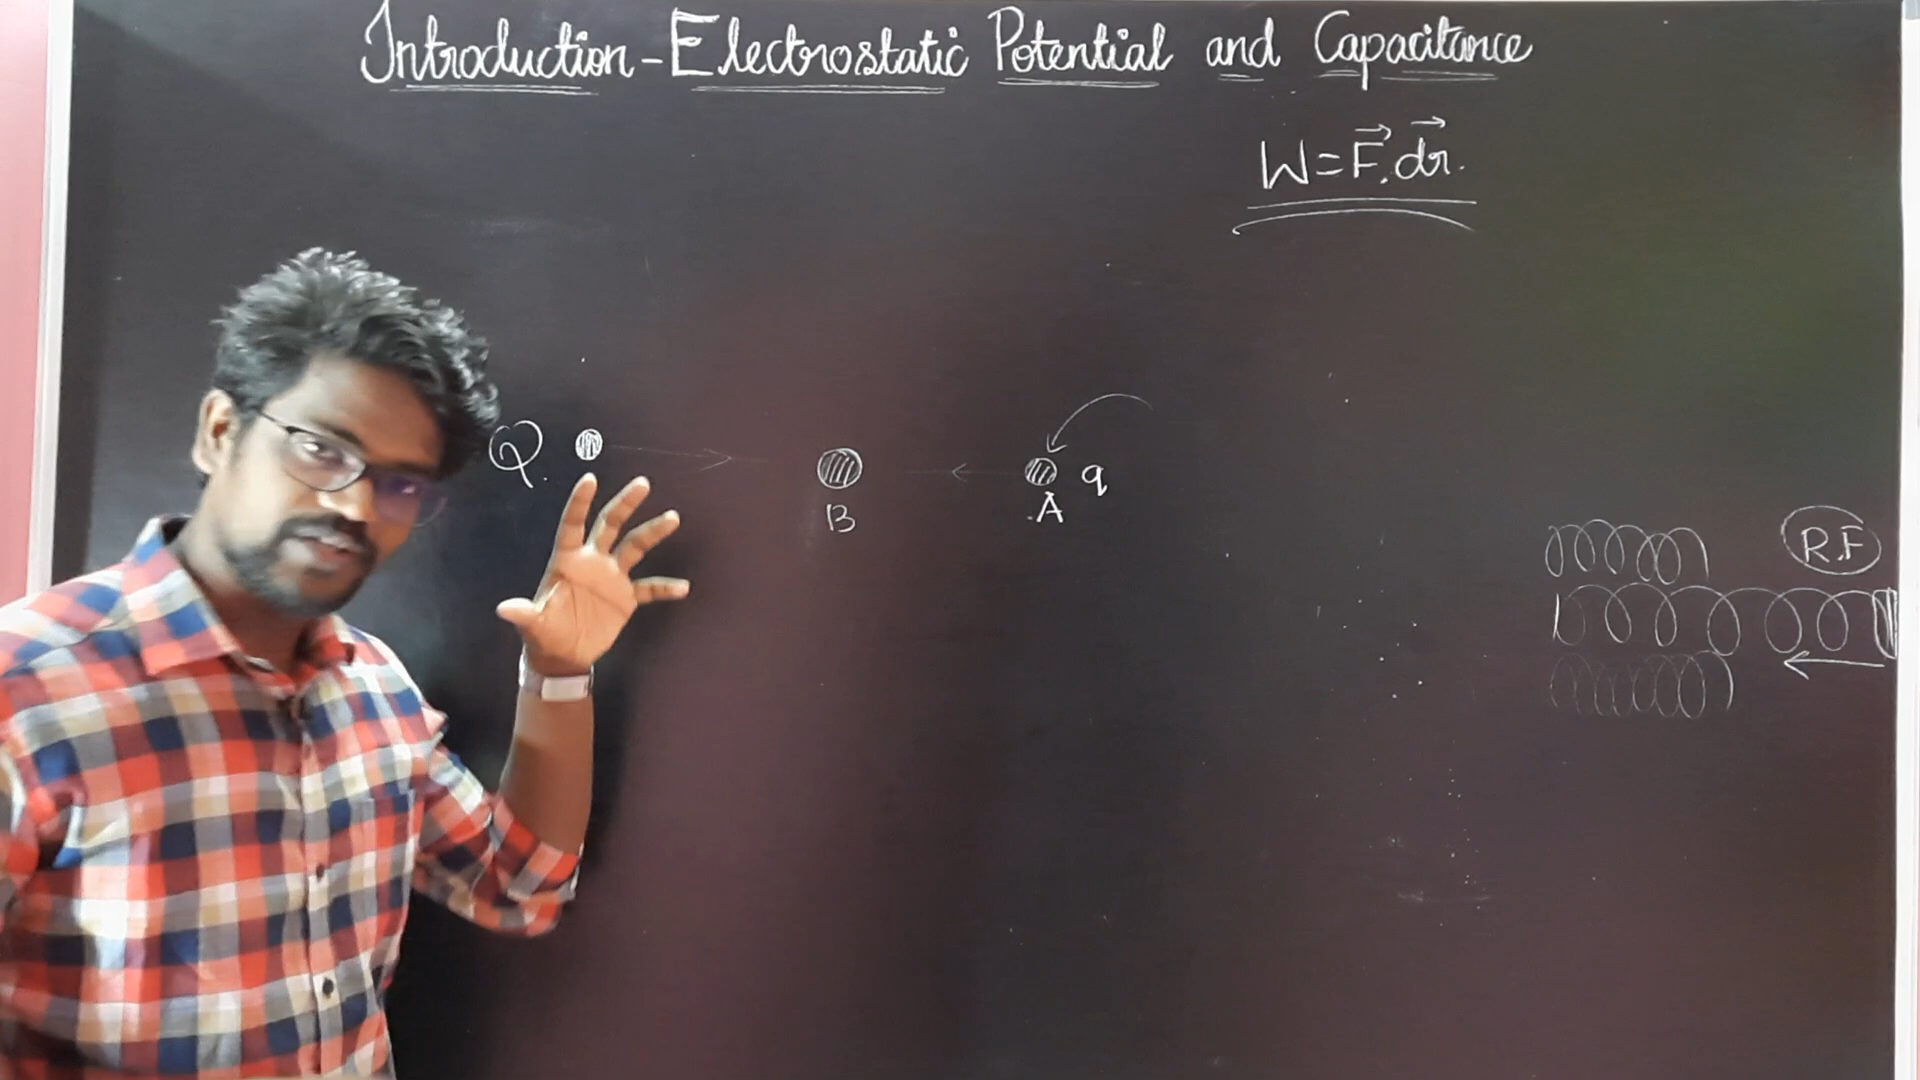 Introduction - Electrostatic Potential and Capacitance
W = F. dr.
Q.
B
.A
q
R.F